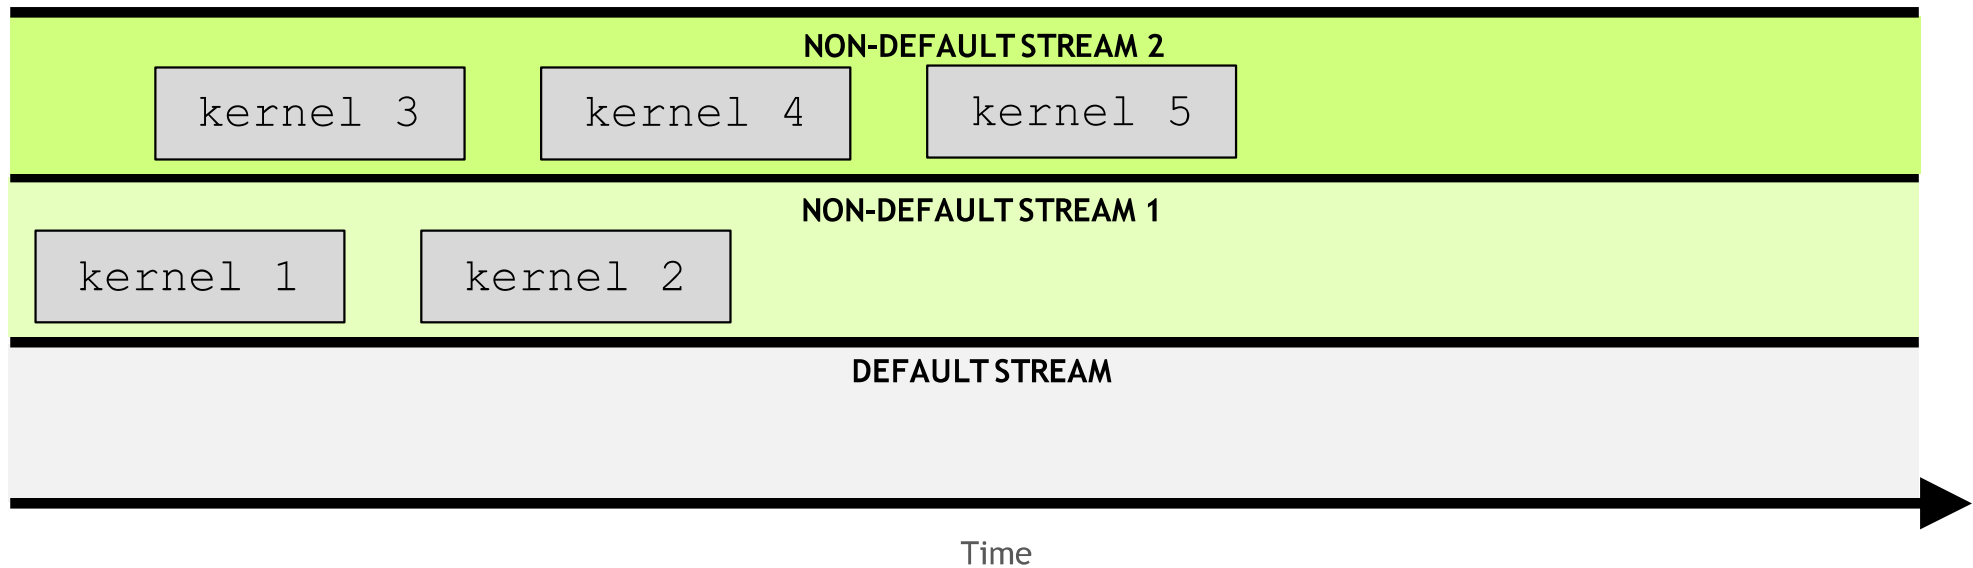 NON-DEFAULT STREAM 2
kernel 3 kernel 4 kernel 5
NON-DEFAULT STREAM 1
kernel 1 kernel 2
DEFAULT STREAM
Time